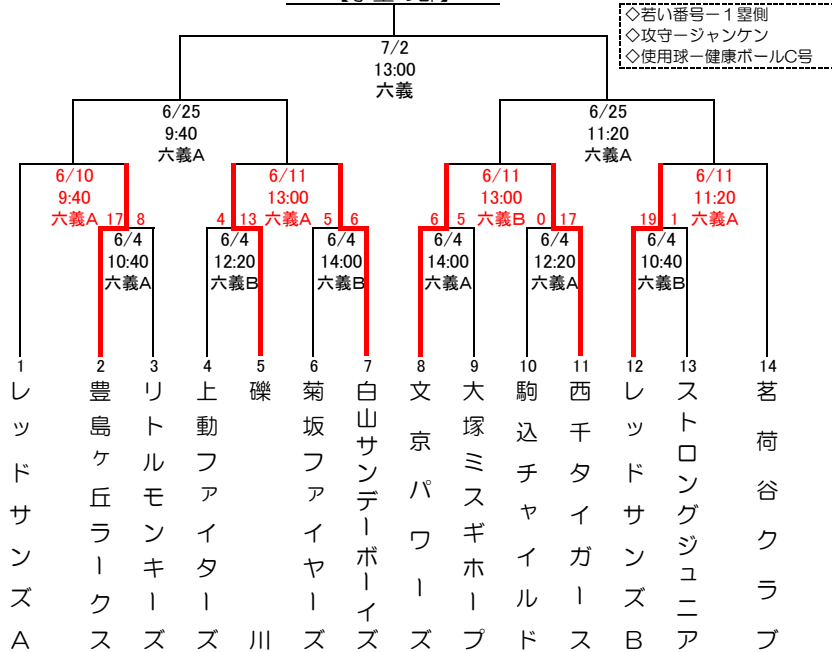 ◇若い番号－１塁側
◇攻守－ジャンケン
◇使用球－健康ボールC号
7/2
13:00
六義
6/25
9:40
六義A
6/25
11:20
六義A
6/10
9:40
六義A
6/11
13:00
六義A
6/11
13:00
六義B
6/11
11:20
六義A
17 8
4 13
5 6
6 5
0 17
19 1
6/4
10:40
六義A
6/4
12:20
六義B
6/4
14:00
六義B
6/4
14:00
六義A
6/4
12:20
六義A
6/4
10:40
六義B
1
レッドサンズA
2
豊島ヶ丘ラークス
3
リトルモンキーズ
4
上動ファイターズ
5
礫川
6
菊坂ファイヤーズ
7
白山サンデーボーイズ
8
文京パワーズ
9
大塚ミスギホープ
10
駒込チャイルド
11
西千タイガース
12
レッドサンズB
13
ストロングジュニア
14
茗荷谷クラブ